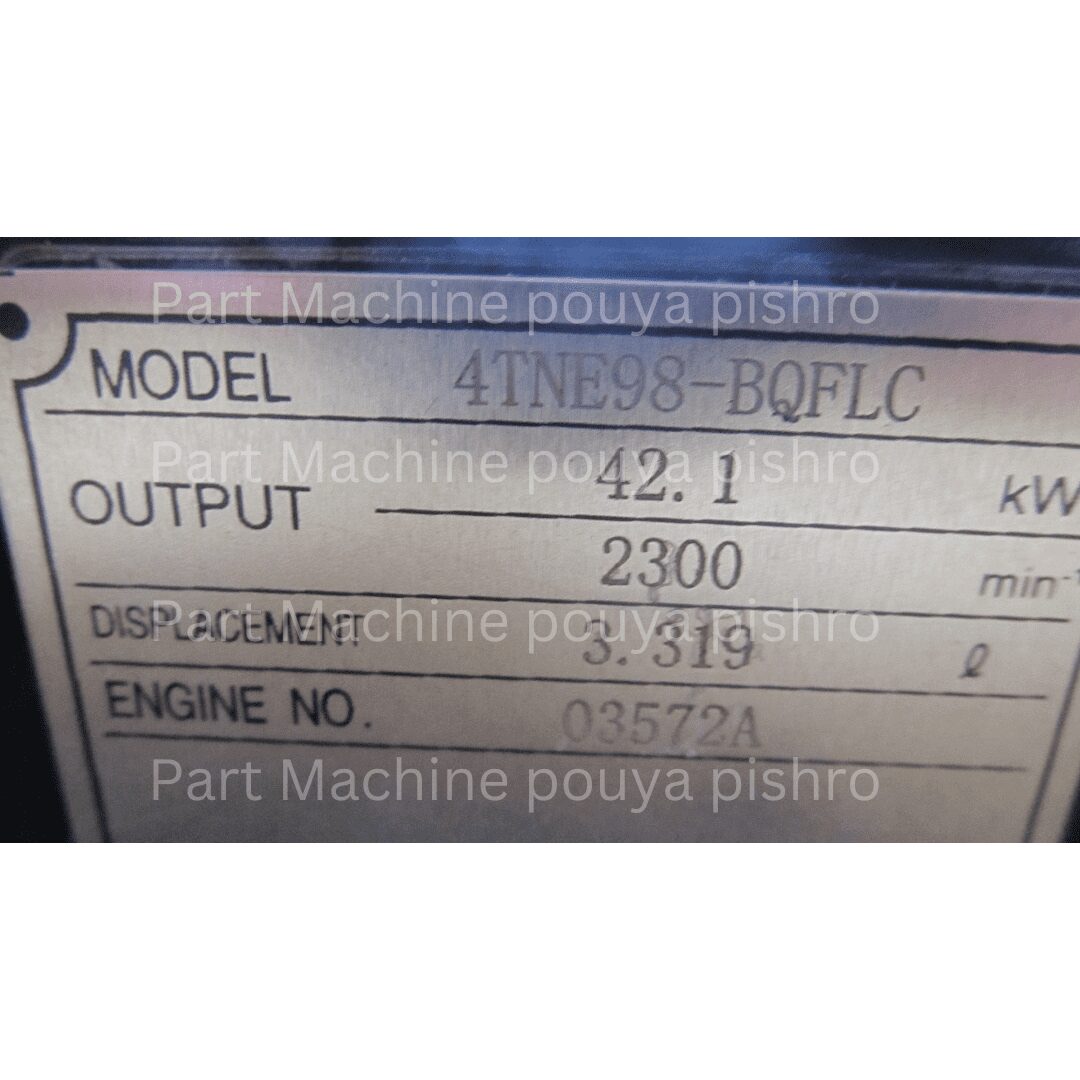 Part Machine pouya pishro
MODEL 4TNE98-BQFLC
Part Machine pouya pishro
OUTPUT 42.1 kW
2300 min⁻¹
Part Machine pouya pishro
DISPLACEMENT 3.319 ℓ
ENGINE NO. 03572A
Part Machine pouya pishro